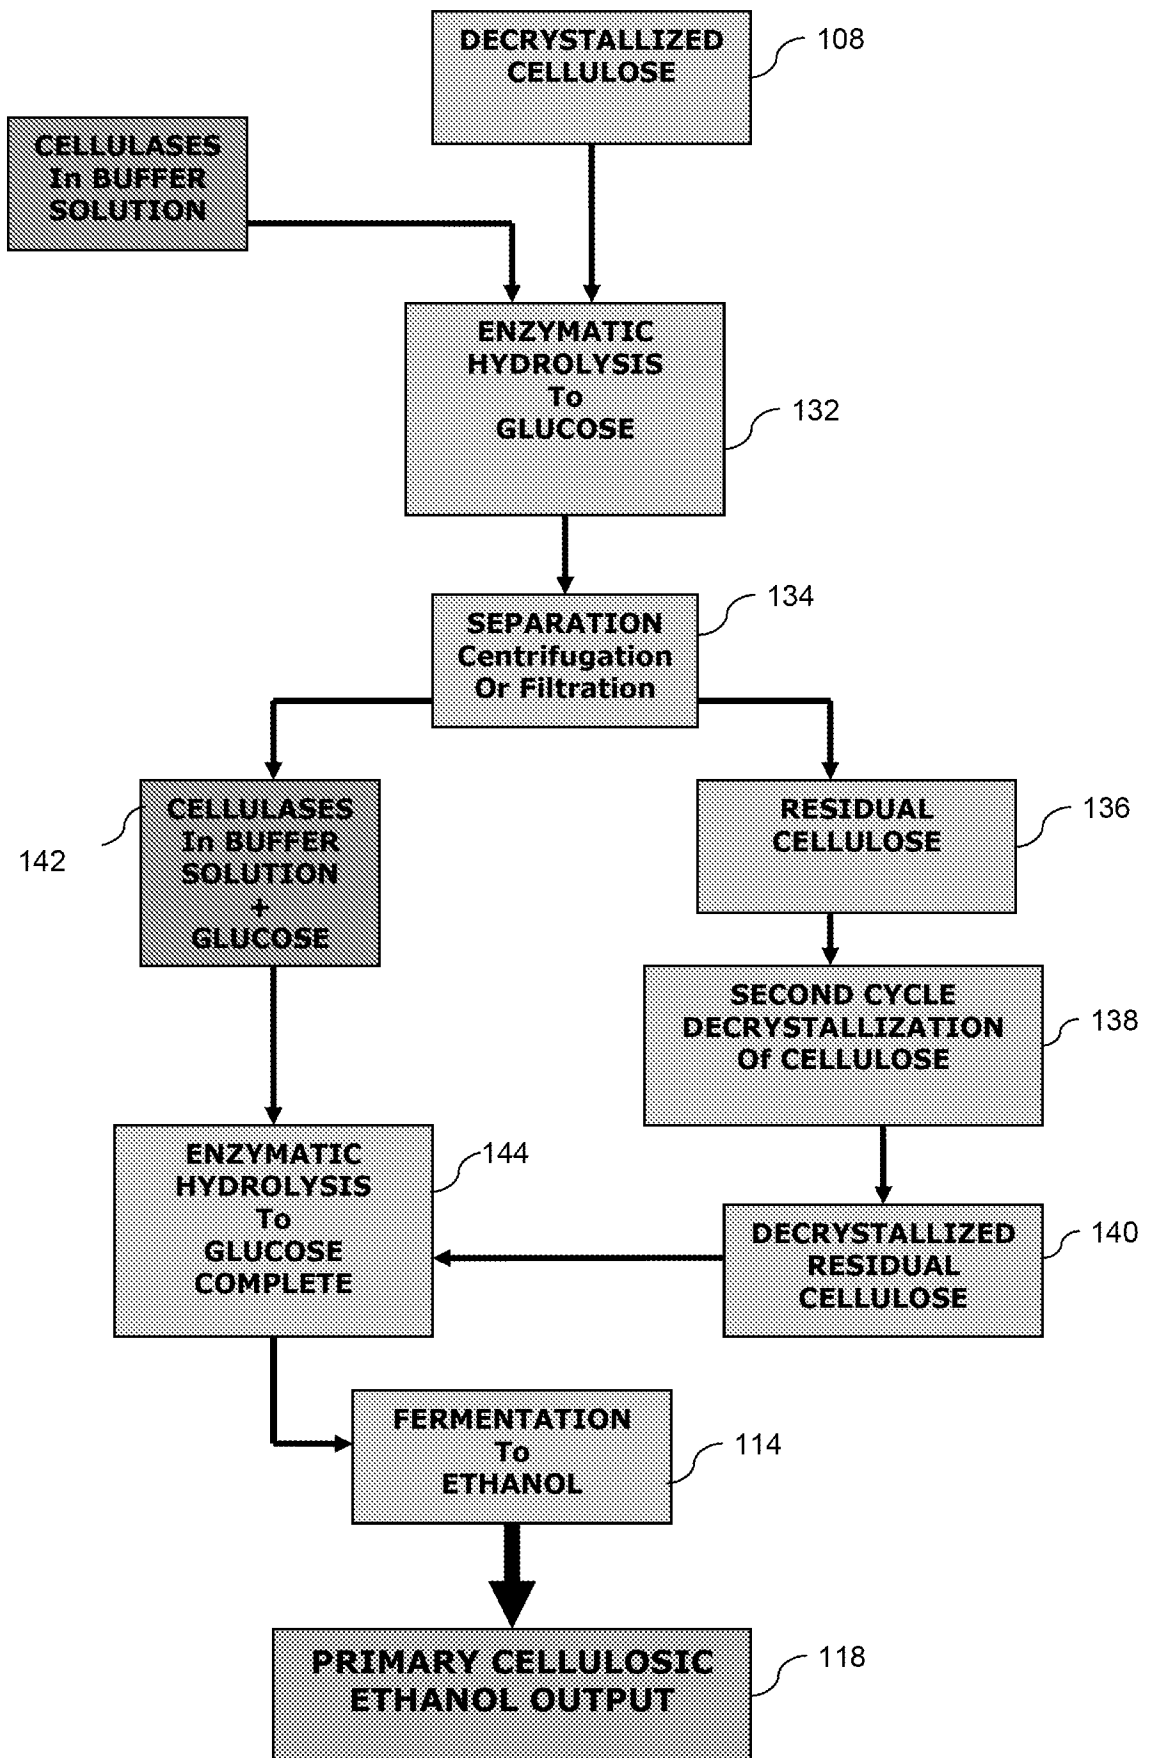 DECRYSTALLIZED
CELLULOSE
108
CELLULASES
In BUFFER
SOLUTION
ENZYMATIC
HYDROLYSIS
To
GLUCOSE
132
SEPARATION
Centrifugation
Or Filtration
134
CELLULASES
In BUFFER
SOLUTION
+
GLUCOSE
142
RESIDUAL
CELLULOSE
136
SECOND CYCLE
DECRYSTALLIZATION
Of CELLULOSE
138
ENZYMATIC
HYDROLYSIS
To
GLUCOSE
COMPLETE
144
DECRYSTALLIZED
RESIDUAL
CELLULOSE
140
FERMENTATION
To
ETHANOL
114
PRIMARY CELLULOSIC
ETHANOL OUTPUT
118